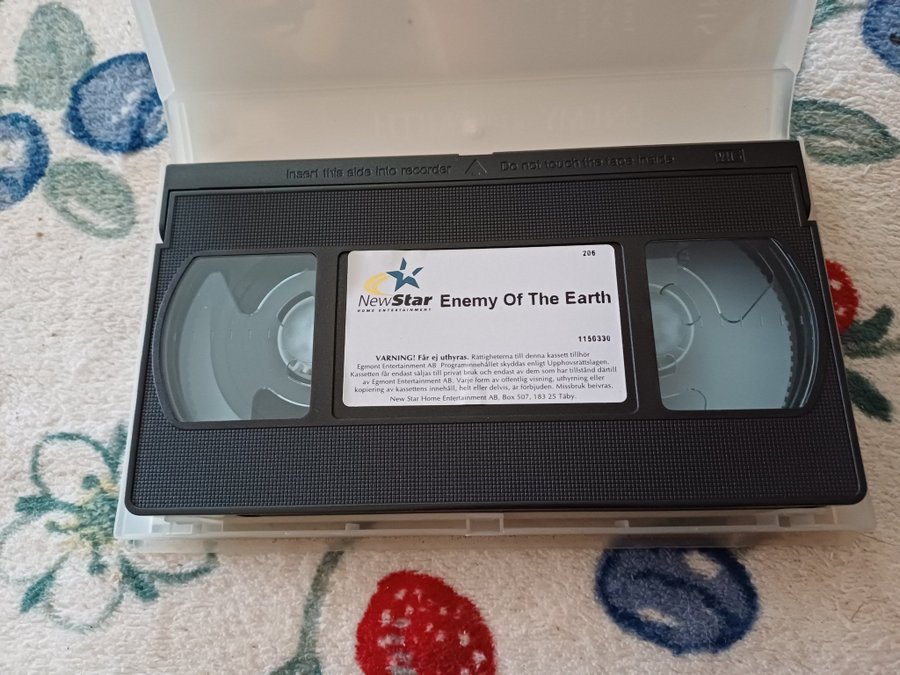 Insert this side into recorder Do not touch the tape inside VHS
206
NewStar
HOME ENTERTAINMENT
Enemy Of The Earth
1150330
VARNING! Får ej uthyras. Rättigheterna till denna kassett tillhör
Egmont Entertainment AB. Programinnehållet skyddas enligt Upphovsrättslagen.
Kassetten får endast säljas till privat bruk och endast av dem som har tillstånd därtill
av Egmont Entertainment AB. Varje form av offentlig visning, uthyrning eller
kopiering av kassettens innehåll, helt eller delvis, är förbjuden. Missbruk beivras.
New Star Home Entertainment AB, Box 507, 183 25 Täby.